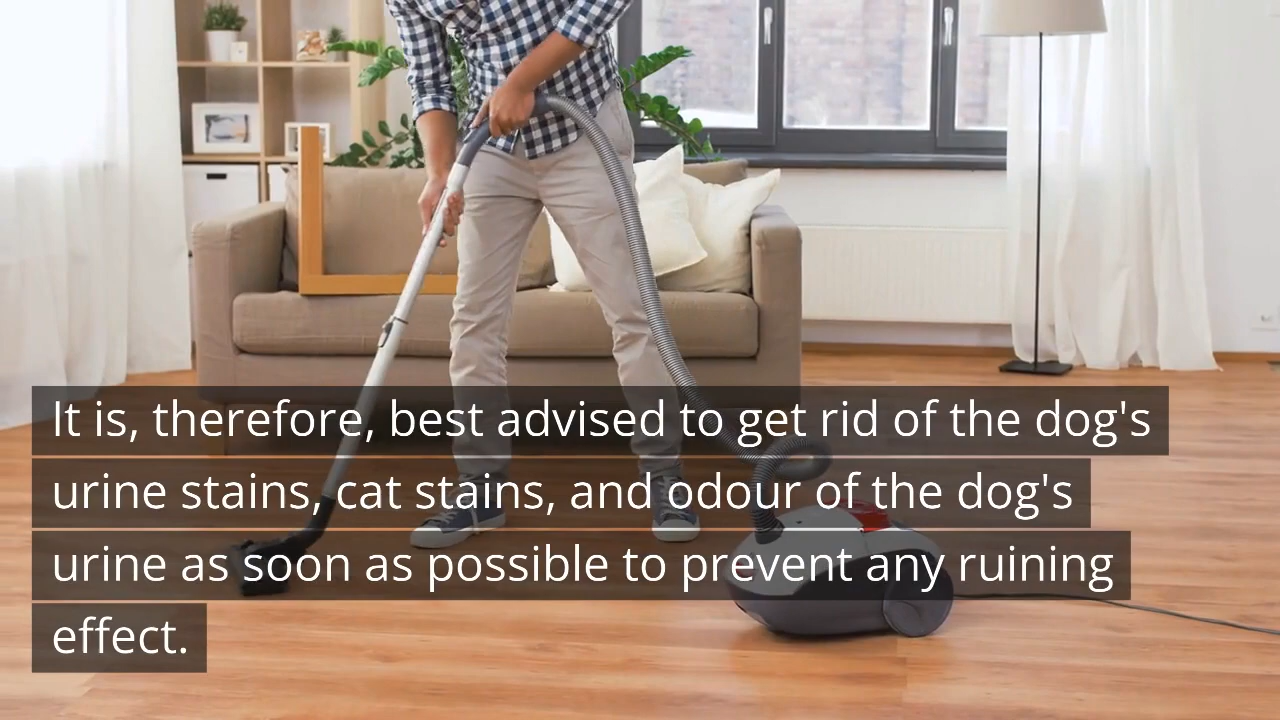 It is, therefore, best advised to get rid of the dog's
urine stains, cat stains, and odour of the dog's
urine as soon as possible to prevent any ruining
effect.